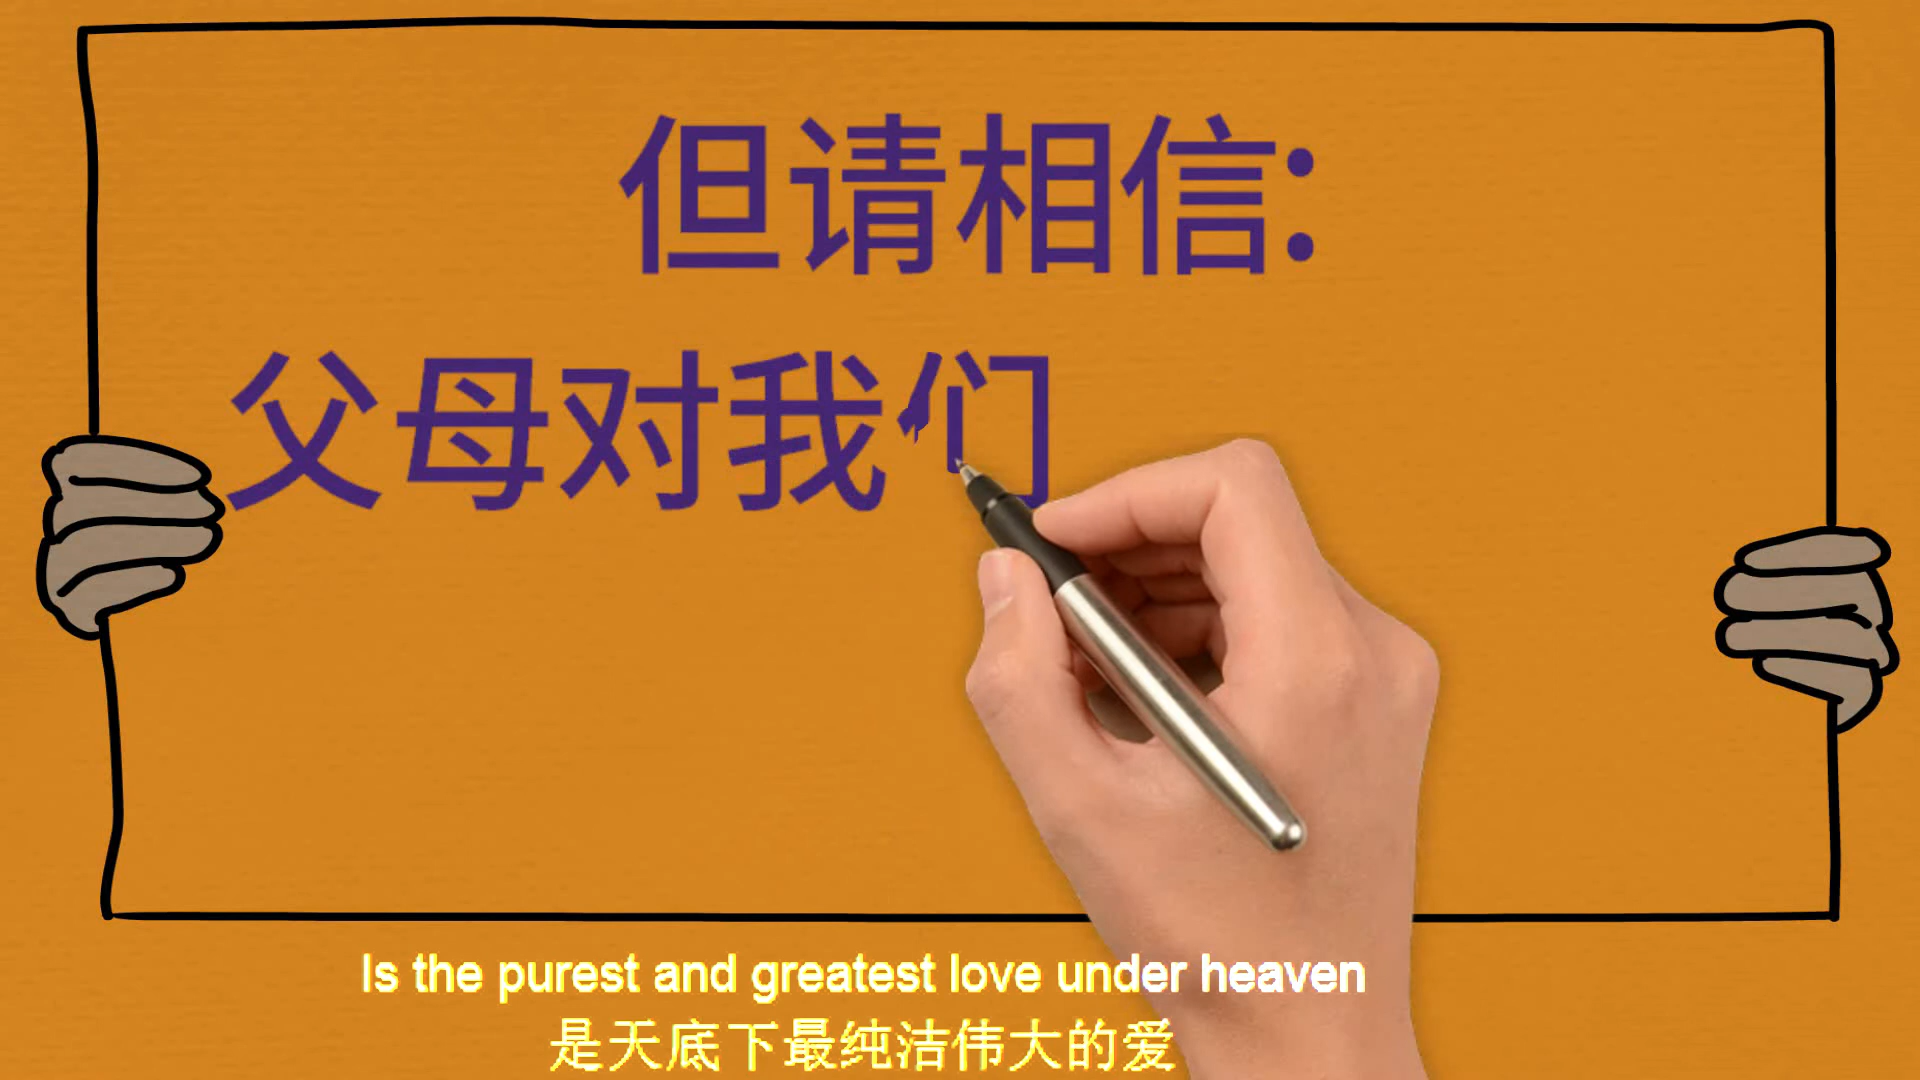 但请相信:
父母对我们
Is the purest and greatest love under heaven
是天底下最纯洁伟大的爱